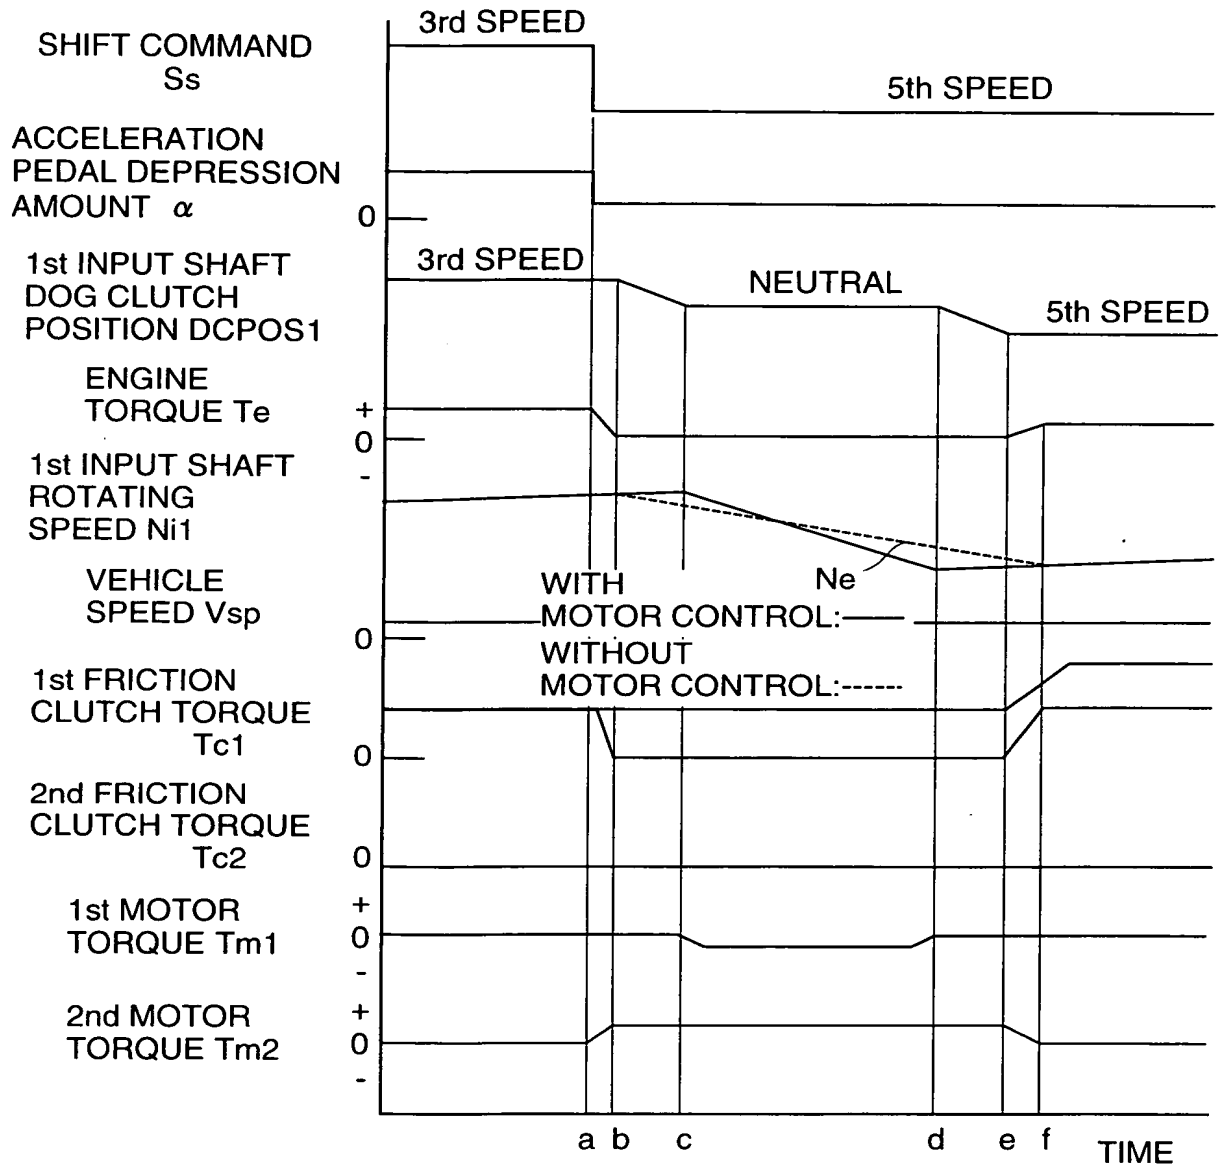 3rd SPEED
SHIFT COMMAND
Ss
5th SPEED
ACCELERATION
PEDAL DEPRESSION
AMOUNT α
0
1st INPUT SHAFT
DOG CLUTCH
POSITION DCPOS1
3rd SPEED
NEUTRAL
5th SPEED
ENGINE
TORQUE Te
+
0
-
1st INPUT SHAFT
ROTATING
SPEED Ni1
Ne
VEHICLE
SPEED Vsp
0
WITH
MOTOR CONTROL:——
WITHOUT
MOTOR CONTROL:------
1st FRICTION
CLUTCH TORQUE
Tc1
0
2nd FRICTION
CLUTCH TORQUE
Tc2
0
1st MOTOR
TORQUE Tm1
+
0
-
2nd MOTOR
TORQUE Tm2
+
0
-
a b c d e f TIME